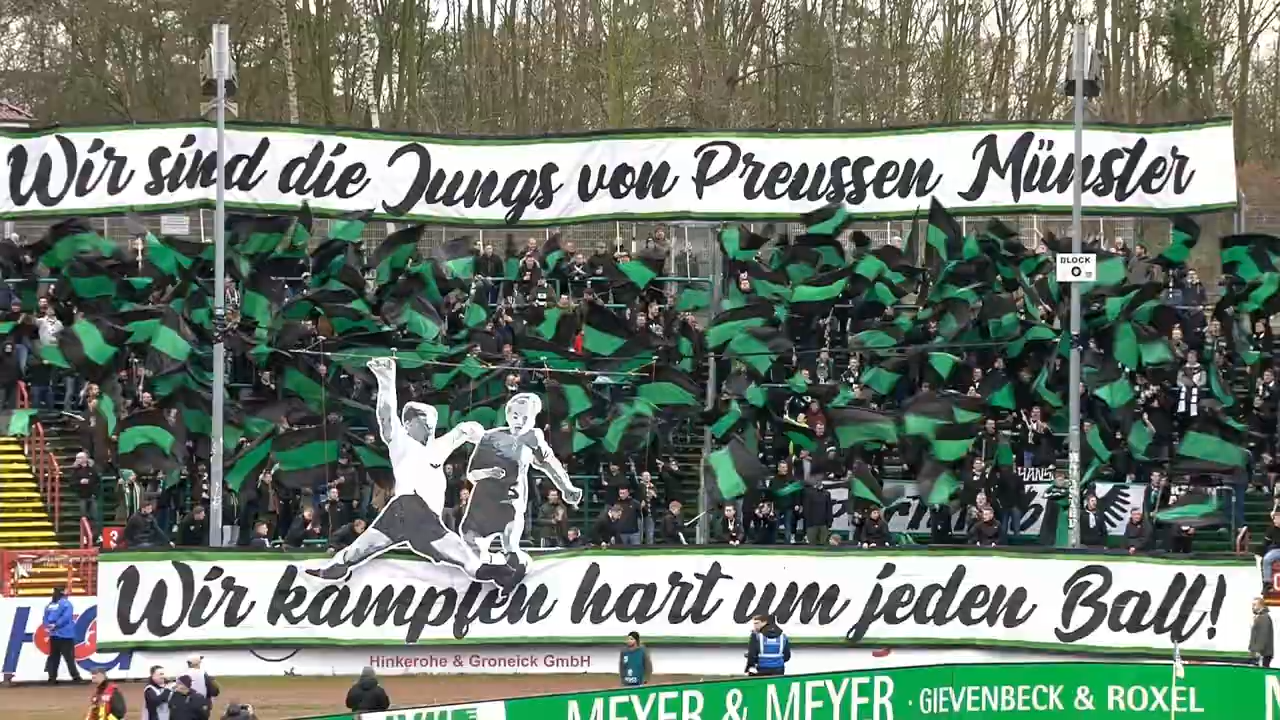 Wir sind die Jungs von Preussen Münster
BLOCK
O
3
Wir kämpfen hart um jeden Ball!
Hinkerohe & Groneick GmbH
MEYER & MEYER · GIEVENBECK & ROXEL